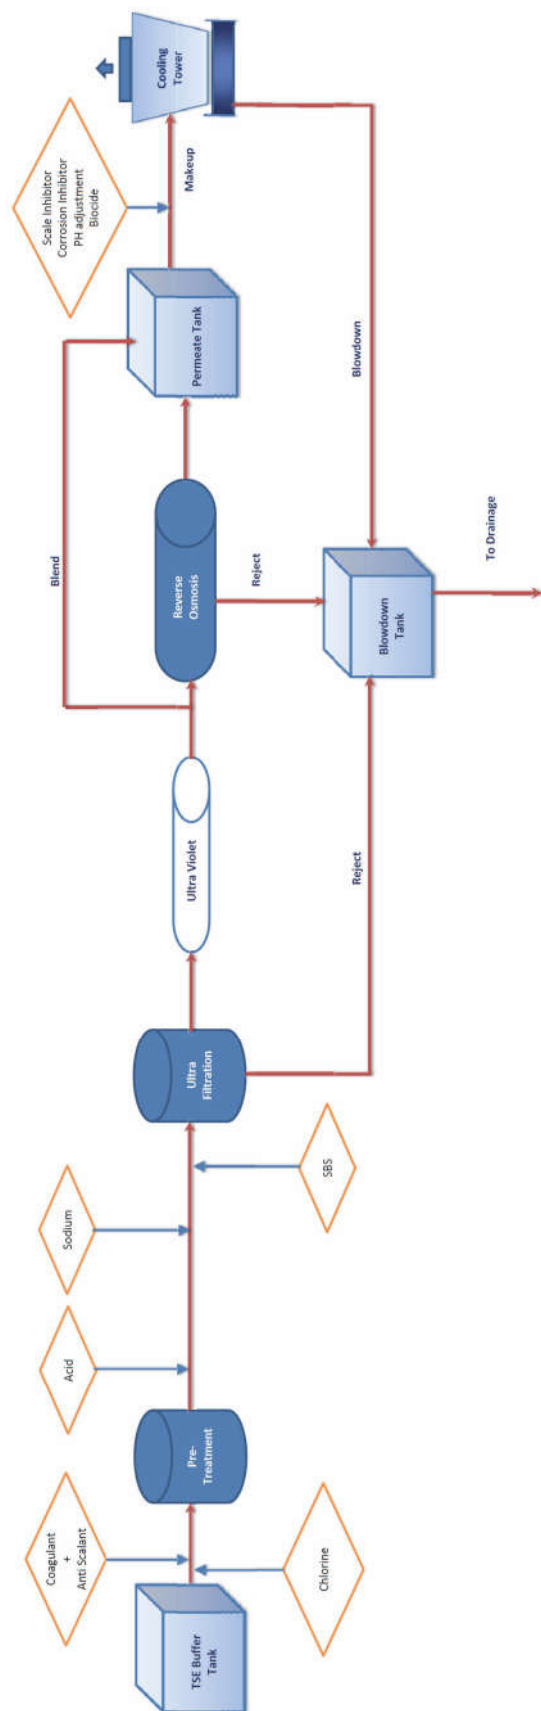 TSE Buffer
Tank
Coagulant
+
Anti Scalant
Chlorine
Pre-
Treatment
Acid
Sodium
SBS
Ultra
Filtration
Reject
Ultra Violet
Blend
Reverse
Osmosis
Reject
Permeate Tank
Scale Inhibitor
Corrosion Inhibitor
PH adjustment
Biocide
Makeup
Cooling
Tower
Blowdown
Blowdown
Tank
To Drainage